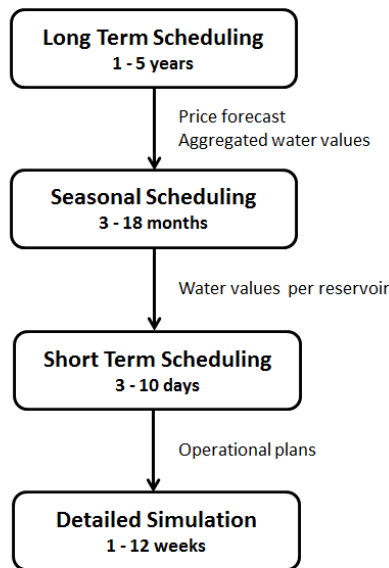 Long Term Scheduling
1 - 5 years
Price forecast
Aggregated water values
Seasonal Scheduling
3 - 18 months
Water values per reservoir
Short Term Scheduling
3 - 10 days
Operational plans
Detailed Simulation
1 - 12 weeks